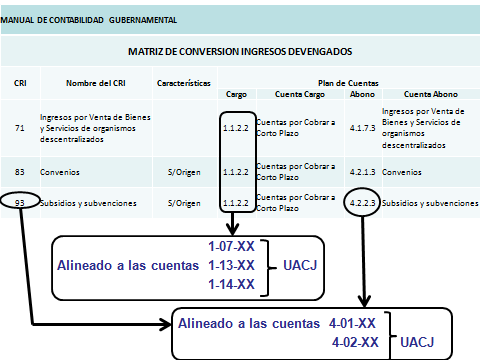 MANUAL DE CONTABILIDAD GUBERNAMENTAL
MATRIZ DE CONVERSION INGRESOS DEVENGADOS
CRI Nombre del CRI Características Plan de Cuentas
Cargo Cuenta Cargo Abono Cuenta Abono
71 Ingresos por Venta de Bienes y Servicios de organismos descentralizados 1.1.2.2 Cuentas por Cobrar a Corto Plazo 4.1.7.3 Ingresos por Venta de Bienes y Servicios de organismos descentralizados
83 Convenios S/Origen 1.1.2.2 Cuentas por Cobrar a Corto Plazo 4.2.1.3 Convenios
93 Subsidios y subvenciones S/Origen 1.1.2.2 Cuentas por Cobrar a Corto Plazo 4.2.2.3 Subsidios y subvenciones
1-07-XX
Alineado a las cuentas 1-13-XX UACJ
1-14-XX
Alineado a las cuentas 4-01-XX
4-02-XX UACJ